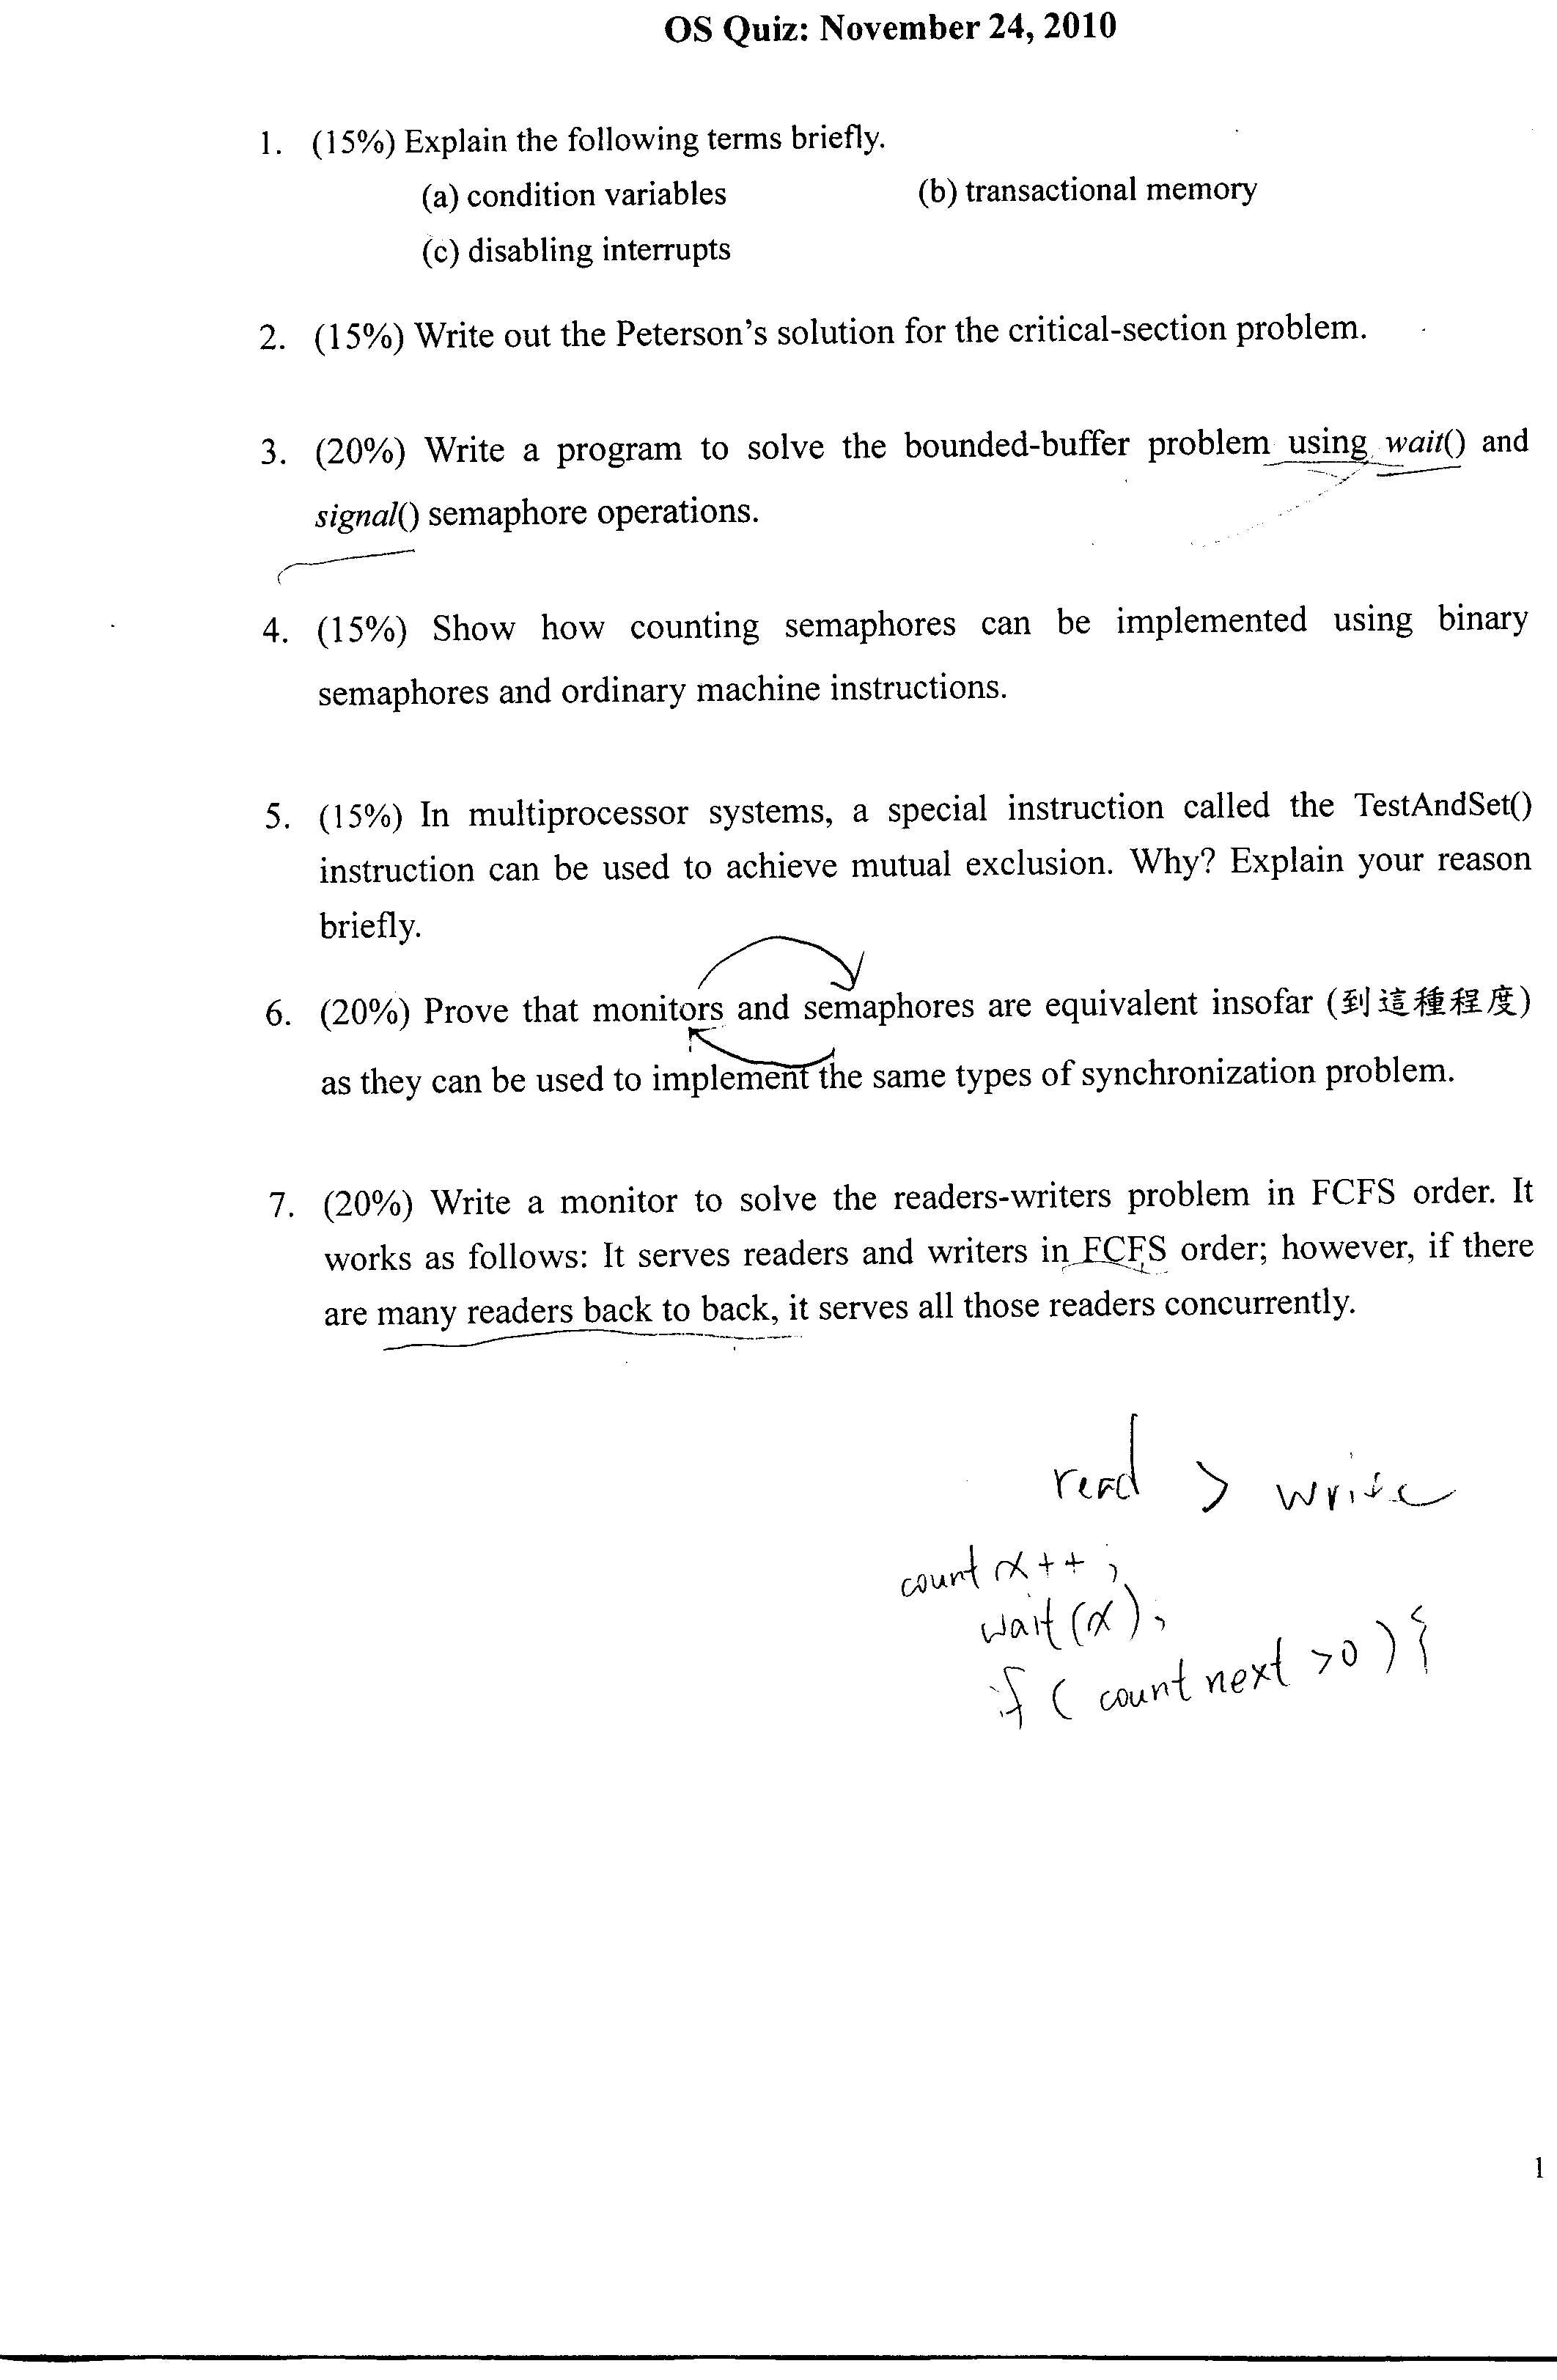 OS Quiz: November 24, 2010
1. (15%) Explain the following terms briefly.
(a) condition variables (b) transactional memory
(c) disabling interrupts
2. (15%) Write out the Peterson's solution for the critical-section problem.
3. (20%) Write a program to solve the bounded-buffer problem using wait() and
signal() semaphore operations.
4. (15%) Show how counting semaphores can be implemented using binary
semaphores and ordinary machine instructions.
5. (15%) In multiprocessor systems, a special instruction called the TestAndSet()
instruction can be used to achieve mutual exclusion. Why? Explain your reason
briefly.
6. (20%) Prove that monitors and semaphores are equivalent insofar (到這種程度)
as they can be used to implement the same types of synchronization problem.
7. (20%) Write a monitor to solve the readers-writers problem in FCFS order. It
works as follows: It serves readers and writers in FCFS order; however, if there
are many readers back to back, it serves all those readers concurrently.
read > write
count x++;
wait(x);
if ( count next >0 ) {
1